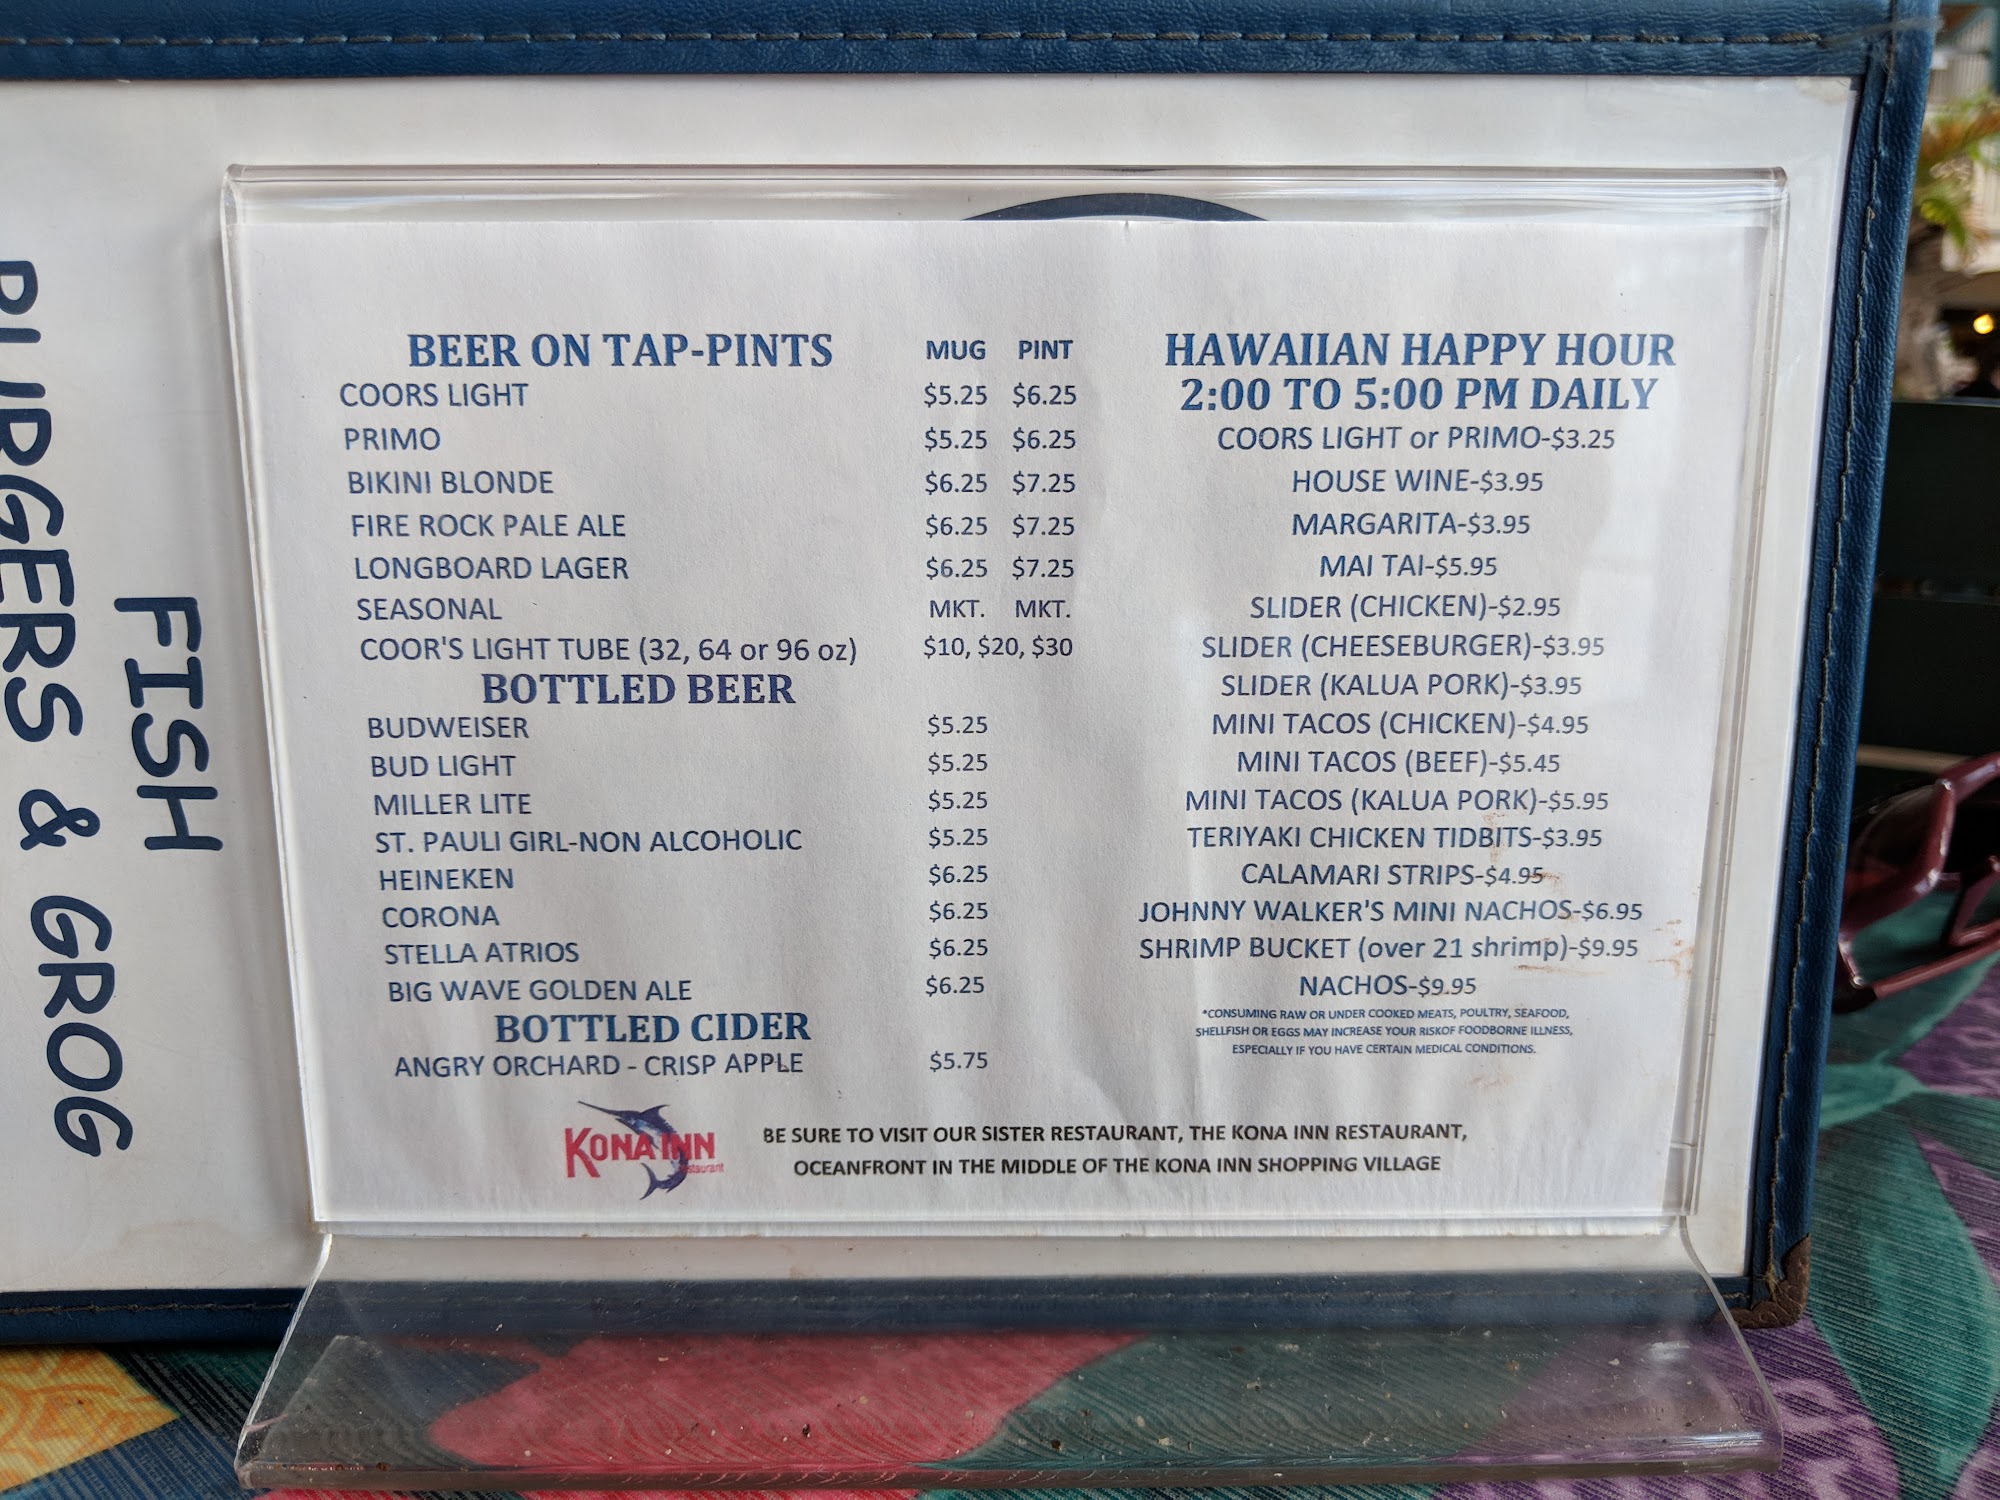 BURGERS & GROG
FISH
BEER ON TAP-PINTS MUG PINT
COORS LIGHT $5.25 $6.25
PRIMO $5.25 $6.25
BIKINI BLONDE $6.25 $7.25
FIRE ROCK PALE ALE $6.25 $7.25
LONGBOARD LAGER $6.25 $7.25
SEASONAL MKT. MKT.
COOR'S LIGHT TUBE (32, 64 or 96 oz) $10, $20, $30
BOTTLED BEER
BUDWEISER $5.25
BUD LIGHT $5.25
MILLER LITE $5.25
ST. PAULI GIRL-NON ALCOHOLIC $5.25
HEINEKEN $6.25
CORONA $6.25
STELLA ATRIOS $6.25
BIG WAVE GOLDEN ALE $6.25
BOTTLED CIDER
ANGRY ORCHARD - CRISP APPLE $5.75
HAWAIIAN HAPPY HOUR
2:00 TO 5:00 PM DAILY
COORS LIGHT or PRIMO-$3.25
HOUSE WINE-$3.95
MARGARITA-$3.95
MAI TAI-$5.95
SLIDER (CHICKEN)-$2.95
SLIDER (CHEESEBURGER)-$3.95
SLIDER (KALUA PORK)-$3.95
MINI TACOS (CHICKEN)-$4.95
MINI TACOS (BEEF)-$5.45
MINI TACOS (KALUA PORK)-$5.95
TERIYAKI CHICKEN TIDBITS-$3.95
CALAMARI STRIPS-$4.95
JOHNNY WALKER'S MINI NACHOS-$6.95
SHRIMP BUCKET (over 21 shrimp)-$9.95
NACHOS-$9.95
*CONSUMING RAW OR UNDER COOKED MEATS, POULTRY, SEAFOOD,
SHELLFISH OR EGGS MAY INCREASE YOUR RISKOF FOODBORNE ILLNESS,
ESPECIALLY IF YOU HAVE CERTAIN MEDICAL CONDITIONS.
KONA INN
Restaurant
BE SURE TO VISIT OUR SISTER RESTAURANT, THE KONA INN RESTAURANT,
OCEANFRONT IN THE MIDDLE OF THE KONA INN SHOPPING VILLAGE